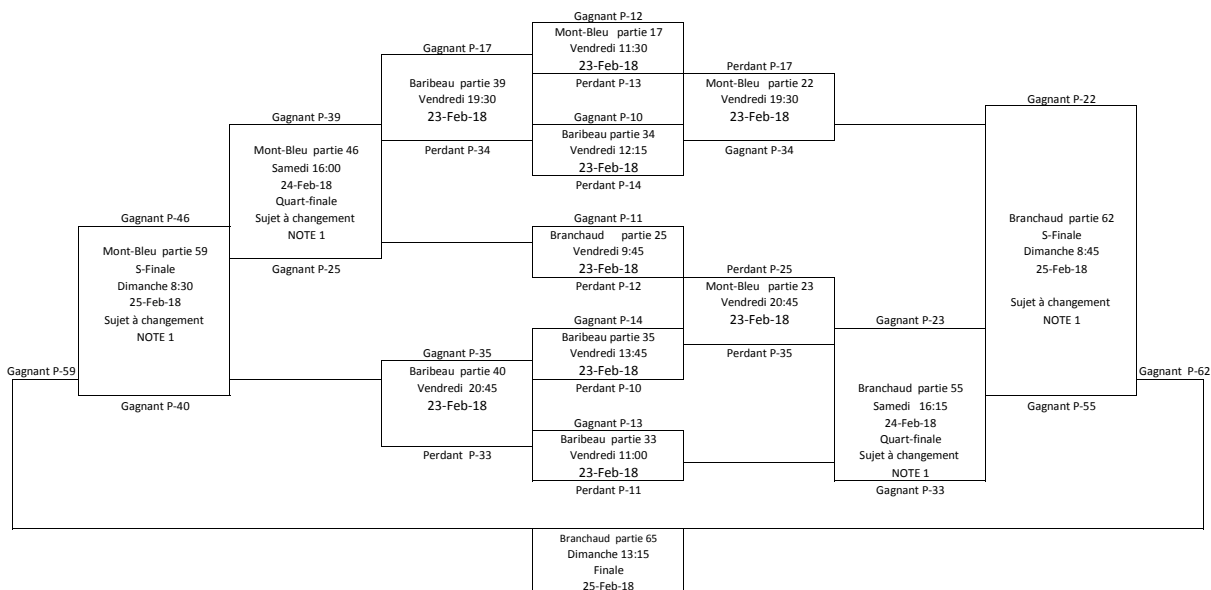 Gagnant P-12
Mont-Bleu partie 17
Vendredi 11:30
23-Feb-18
Perdant P-13
Gagnant P-17
Baribeau partie 39
Vendredi 19:30
23-Feb-18
Perdant P-34
Perdant P-17
Mont-Bleu partie 22
Vendredi 19:30
23-Feb-18
Gagnant P-34
Gagnant P-10
Baribeau partie 34
Vendredi 12:15
23-Feb-18
Perdant P-14
Gagnant P-39
Mont-Bleu partie 46
Samedi 16:00
24-Feb-18
Quart-finale
Sujet à changement
NOTE 1
Gagnant P-25
Gagnant P-22
Branchaud partie 62
S-Finale
Dimanche 8:45
25-Feb-18
Sujet à changement
NOTE 1
Gagnant P-55
Gagnant P-46
Mont-Bleu partie 59
S-Finale
Dimanche 8:30
25-Feb-18
Sujet à changement
NOTE 1
Gagnant P-40
Gagnant P-11
Branchaud partie 25
Vendredi 9:45
23-Feb-18
Perdant P-12
Perdant P-25
Mont-Bleu partie 23
Vendredi 20:45
23-Feb-18
Perdant P-35
Gagnant P-14
Baribeau partie 35
Vendredi 13:45
23-Feb-18
Perdant P-10
Gagnant P-35
Baribeau partie 40
Vendredi 20:45
23-Feb-18
Perdant P-33
Gagnant P-23
Branchaud partie 55
Samedi 16:15
24-Feb-18
Quart-finale
Sujet à changement
NOTE 1
Gagnant P-33
Gagnant P-13
Baribeau partie 33
Vendredi 11:00
23-Feb-18
Perdant P-11
Gagnant P-59
Gagnant P-62
Branchaud partie 65
Dimanche 13:15
Finale
25-Feb-18